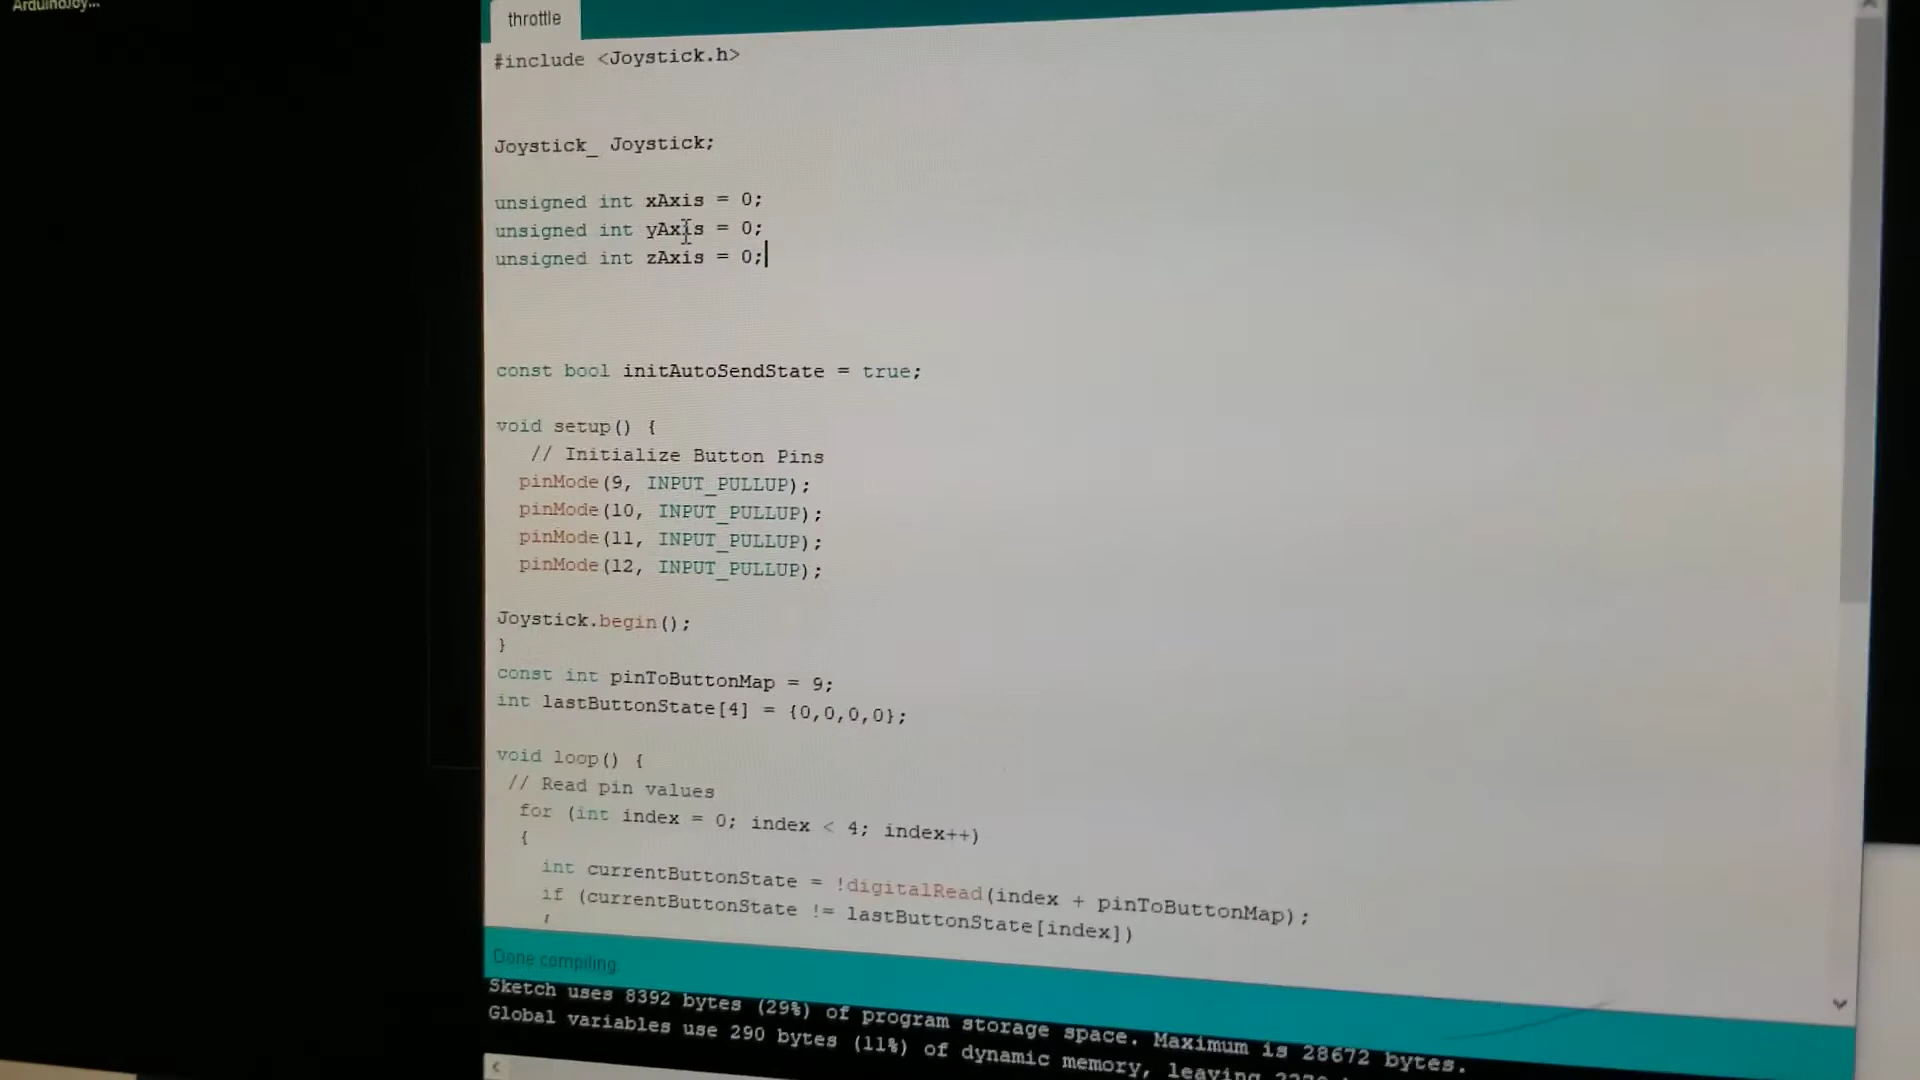 ArduinoJoy...
throttle
#include <Joystick.h>
Joystick_ Joystick;
unsigned int xAxis = 0;
unsigned int yAxis = 0;
unsigned int zAxis = 0;
const bool initAutoSendState = true;
void setup() {
// Initialize Button Pins
pinMode(9, INPUT_PULLUP);
pinMode(10, INPUT_PULLUP);
pinMode(11, INPUT_PULLUP);
pinMode(12, INPUT_PULLUP);
Joystick.begin();
}
const int pinToButtonMap = 9;
int lastButtonState[4] = {0,0,0,0};
void loop() {
// Read pin values
for (int index = 0; index < 4; index++)
{
int currentButtonState = !digitalRead(index + pinToButtonMap);
if (currentButtonState != lastButtonState[index])
{
Done compiling.
Sketch uses 8392 bytes (29%) of program storage space. Maximum is 28672 bytes.
Global variables use 290 bytes (11%) of dynamic memory, leaving